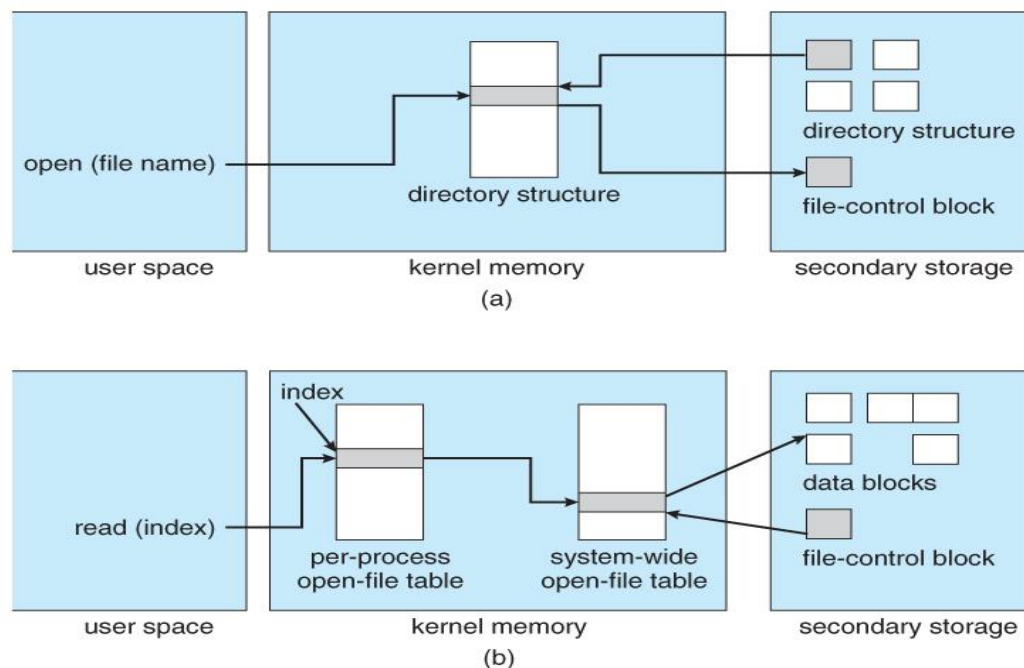 open (file name)
directory structure
directory structure
file-control block
user space
kernel memory
secondary storage
(a)
index
read (index)
per-process
open-file table
system-wide
open-file table
data blocks
file-control block
user space
kernel memory
secondary storage
(b)